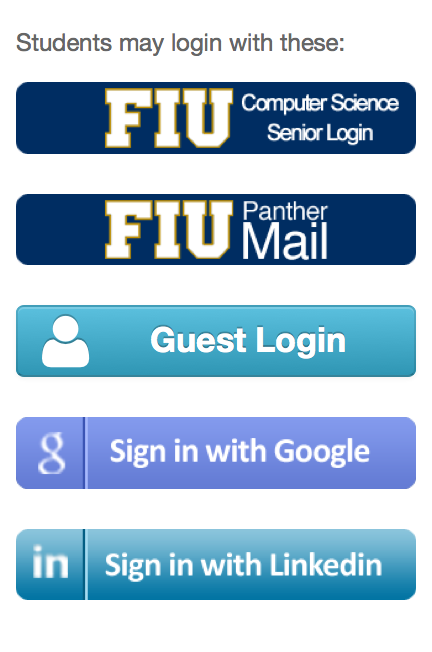 Students may login with these:
FIU Computer Science
Senior Login
FIU Panther
Mail
Guest Login
g Sign in with Google
in Sign in with Linkedin